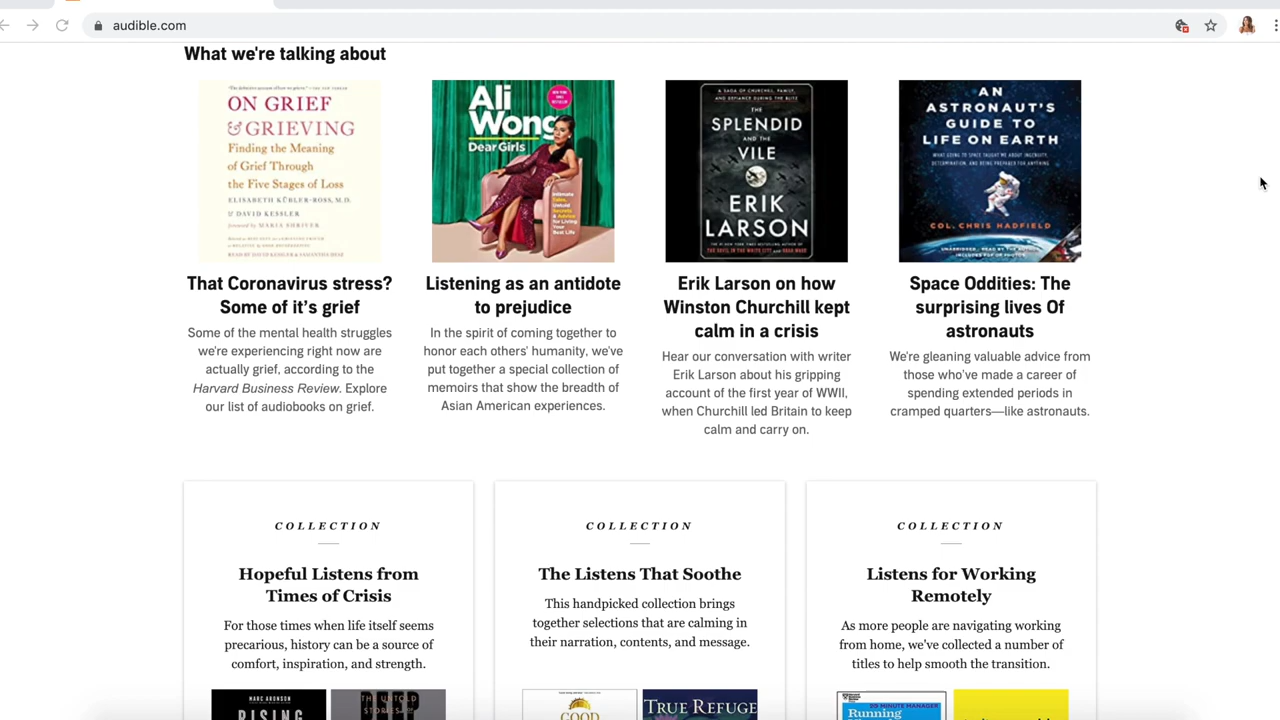 audible.com
What we're talking about
ON GRIEF
& GRIEVING
Finding the Meaning
of Grief Through
the Five Stages of Loss
ELISABETH KÜBLER-ROSS, M.D.
& DAVID KESSLER
foreword by MARIA SHRIVER
Ali
Wong
Dear Girls
Intimate
Tales,
Untold
Secrets
& Advice
for Living
Your
Best Life
A SAGA OF CHURCHILL, FAMILY,
AND DEFIANCE DURING THE BLITZ
THE
SPLENDID
AND THE
VILE
ERIK
LARSON
AN
ASTRONAUT'S
GUIDE TO
LIFE ON EARTH
WHAT GOING TO SPACE TAUGHT ME ABOUT INGENUITY,
DETERMINATION, AND BEING PREPARED FOR ANYTHING
COL. CHRIS HADFIELD
That Coronavirus stress?
Some of it's grief
Some of the mental health struggles
we're experiencing right now are
actually grief, according to the
Harvard Business Review. Explore
our list of audiobooks on grief.
Listening as an antidote
to prejudice
In the spirit of coming together to
honor each others' humanity, we've
put together a special collection of
memoirs that show the breadth of
Asian American experiences.
Erik Larson on how
Winston Churchill kept
calm in a crisis
Hear our conversation with writer
Erik Larson about his gripping
account of the first year of WWII,
when Churchill led Britain to keep
calm and carry on.
Space Oddities: The
surprising lives Of
astronauts
We're gleaning valuable advice from
those who've made a career of
spending extended periods in
cramped quarters—like astronauts.
COLLECTION
Hopeful Listens from
Times of Crisis
For those times when life itself seems
precarious, history can be a source of
comfort, inspiration, and strength.
MARC ARONSON
RISING
THE UNTOLD
STORIES OF
COLLECTION
The Listens That Soothe
This handpicked collection brings
together selections that are calming in
their narration, contents, and message.
GOOD
TRUE REFUGE
COLLECTION
Listens for Working
Remotely
As more people are navigating working
from home, we've collected a number of
titles to help smooth the transition.
20 MINUTE MANAGER
Running